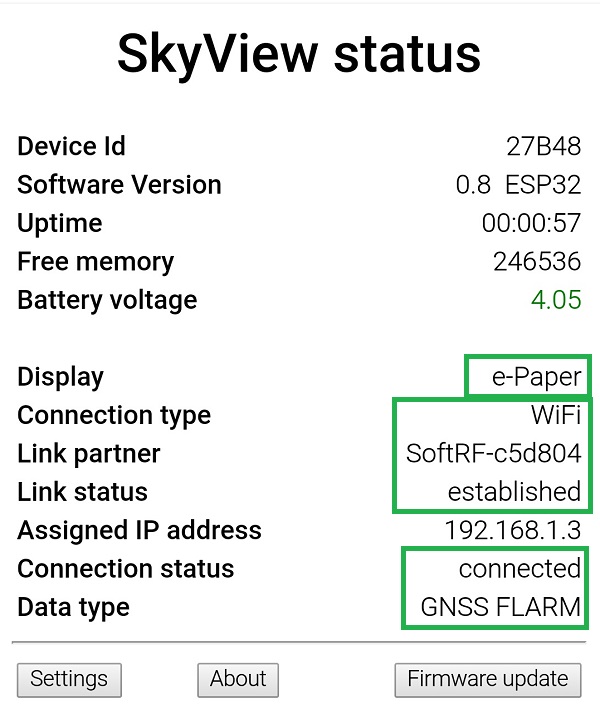 SkyView status
Device Id 27B48
Software Version 0.8 ESP32
Uptime 00:00:57
Free memory 246536
Battery voltage 4.05
Display e-Paper
Connection type WiFi
Link partner SoftRF-c5d804
Link status established
Assigned IP address 192.168.1.3
Connection status connected
Data type GNSS FLARM
Settings About Firmware update